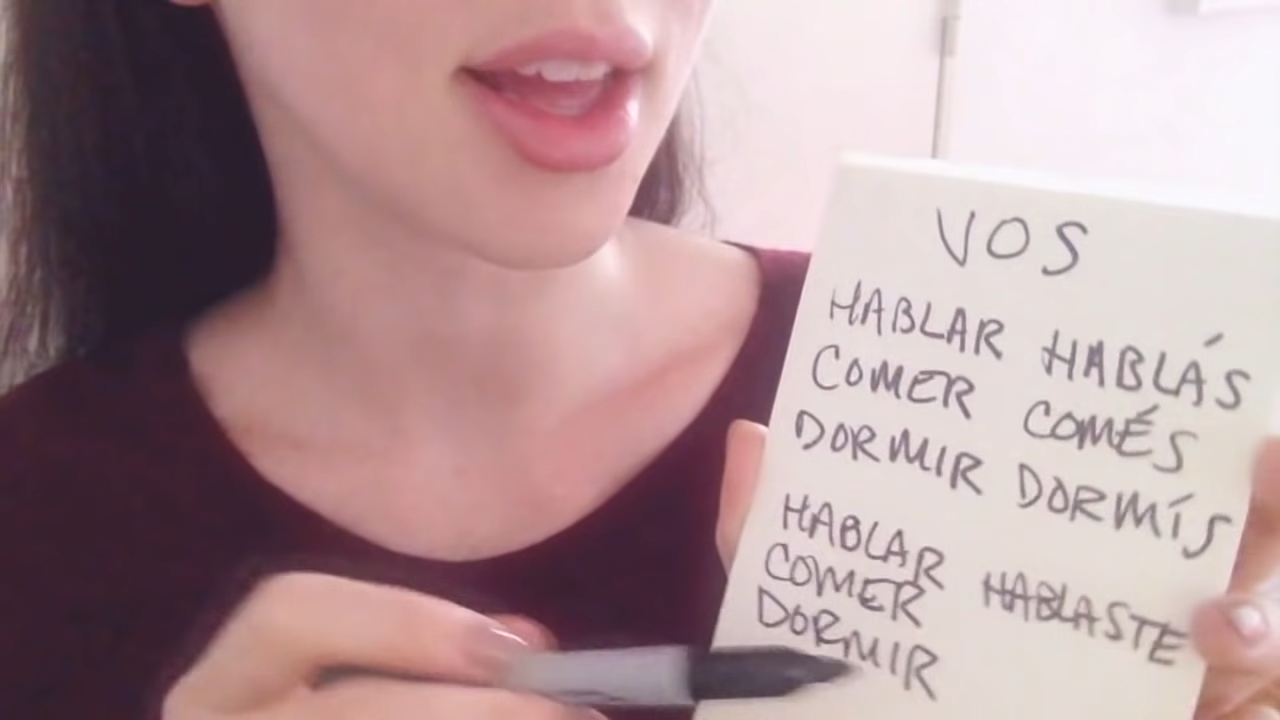 VOS
HABLAR HABLÁS
COMER COMÉS
DORMIR DORMÍS
HABLAR HABLASTE
COMER
DORMIR